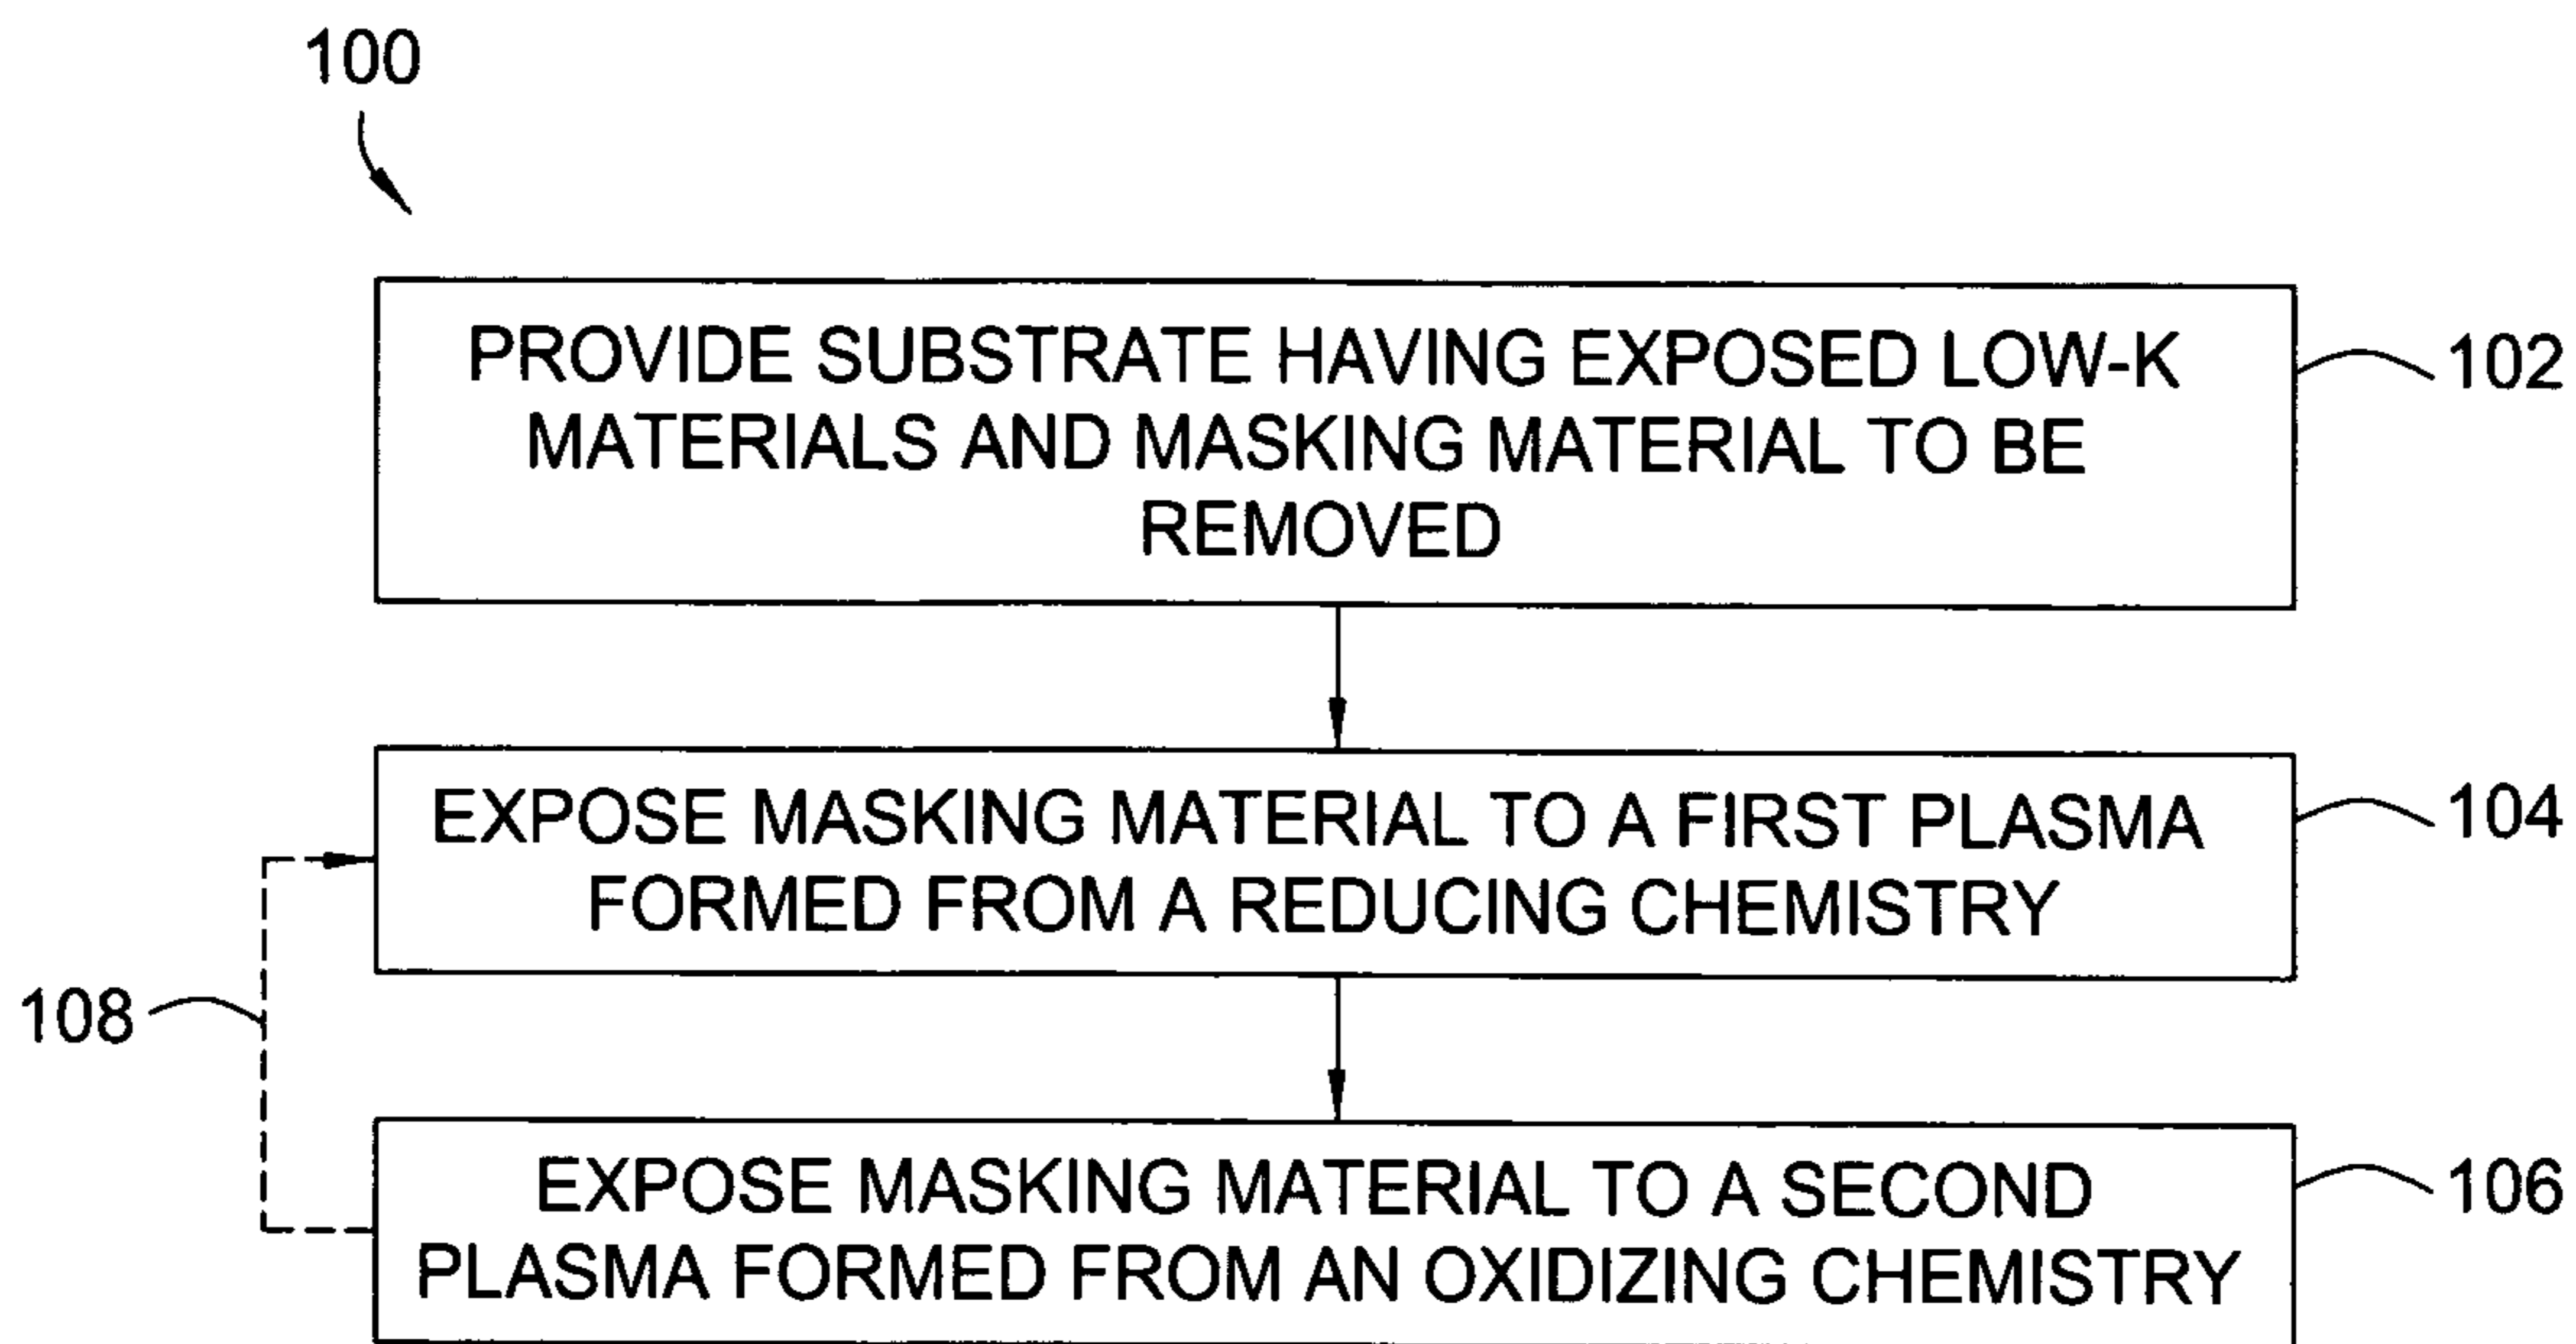 100
PROVIDE SUBSTRATE HAVING EXPOSED LOW-K
MATERIALS AND MASKING MATERIAL TO BE
REMOVED
102
EXPOSE MASKING MATERIAL TO A FIRST PLASMA
FORMED FROM A REDUCING CHEMISTRY
104
108
EXPOSE MASKING MATERIAL TO A SECOND
PLASMA FORMED FROM AN OXIDIZING CHEMISTRY
106